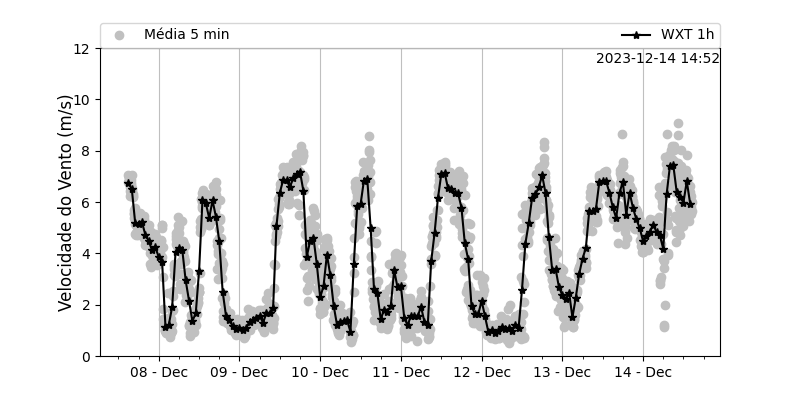 Média 5 min
WXT 1h
2023-12-14 14:52
Velocidade do Vento (m/s)
12
10
8
6
4
2
0
08 - Dec 09 - Dec 10 - Dec 11 - Dec 12 - Dec 13 - Dec 14 - Dec